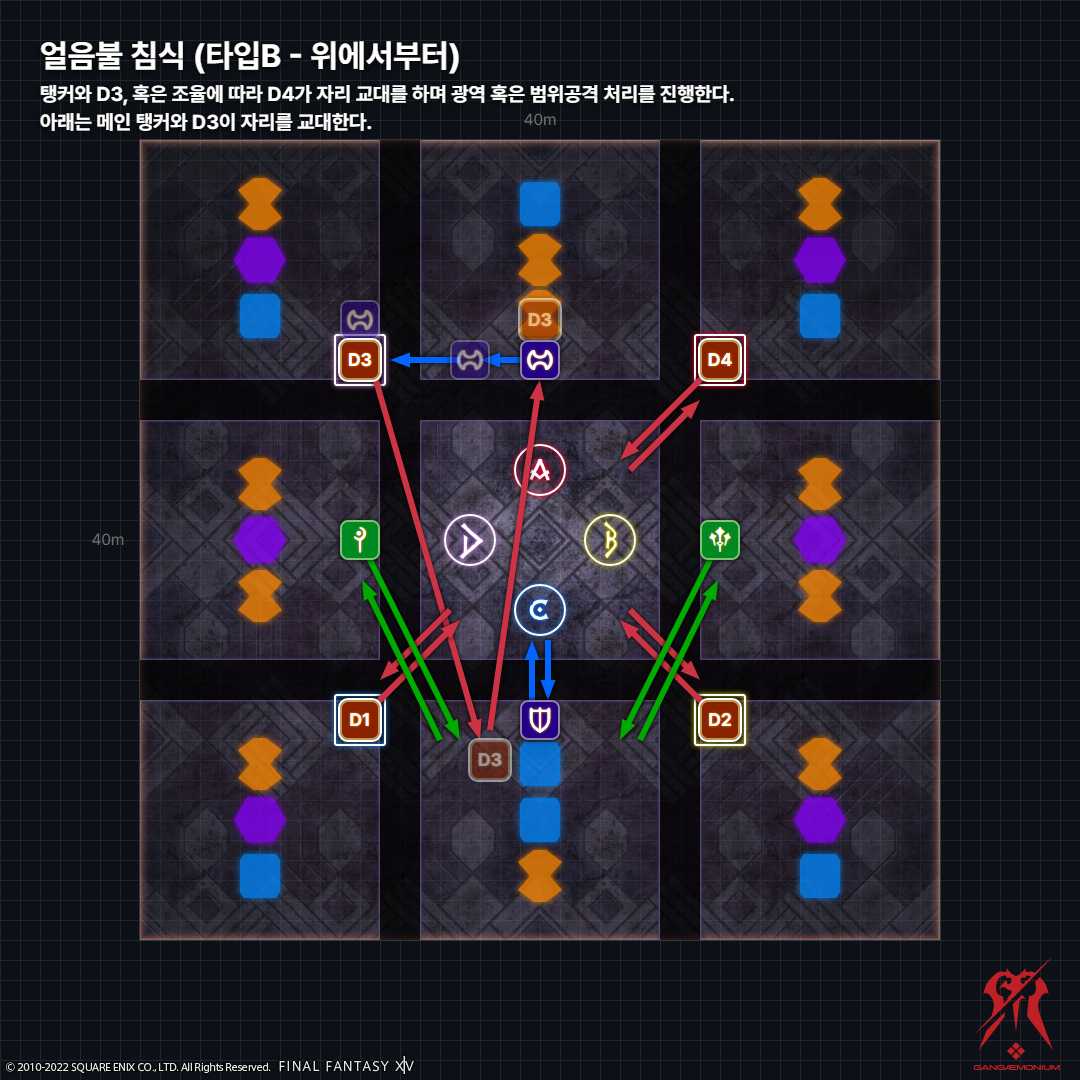 얼음불 침식 (타입B - 위에서부터)
탱커와 D3, 혹은 조율에 따라 D4가 자리 교대를 하며 광역 혹은 범위공격 처리를 진행한다.
아래는 메인 탱커와 D3이 자리를 교대한다.
40m
D3
D3
D4
A
40m
D
B
C
D1
D2
D3
© 2010-2022 SQUARE ENIX CO., LTD. All Rights Reserved. FINAL FANTASY XIV
GANGÆMONIUM